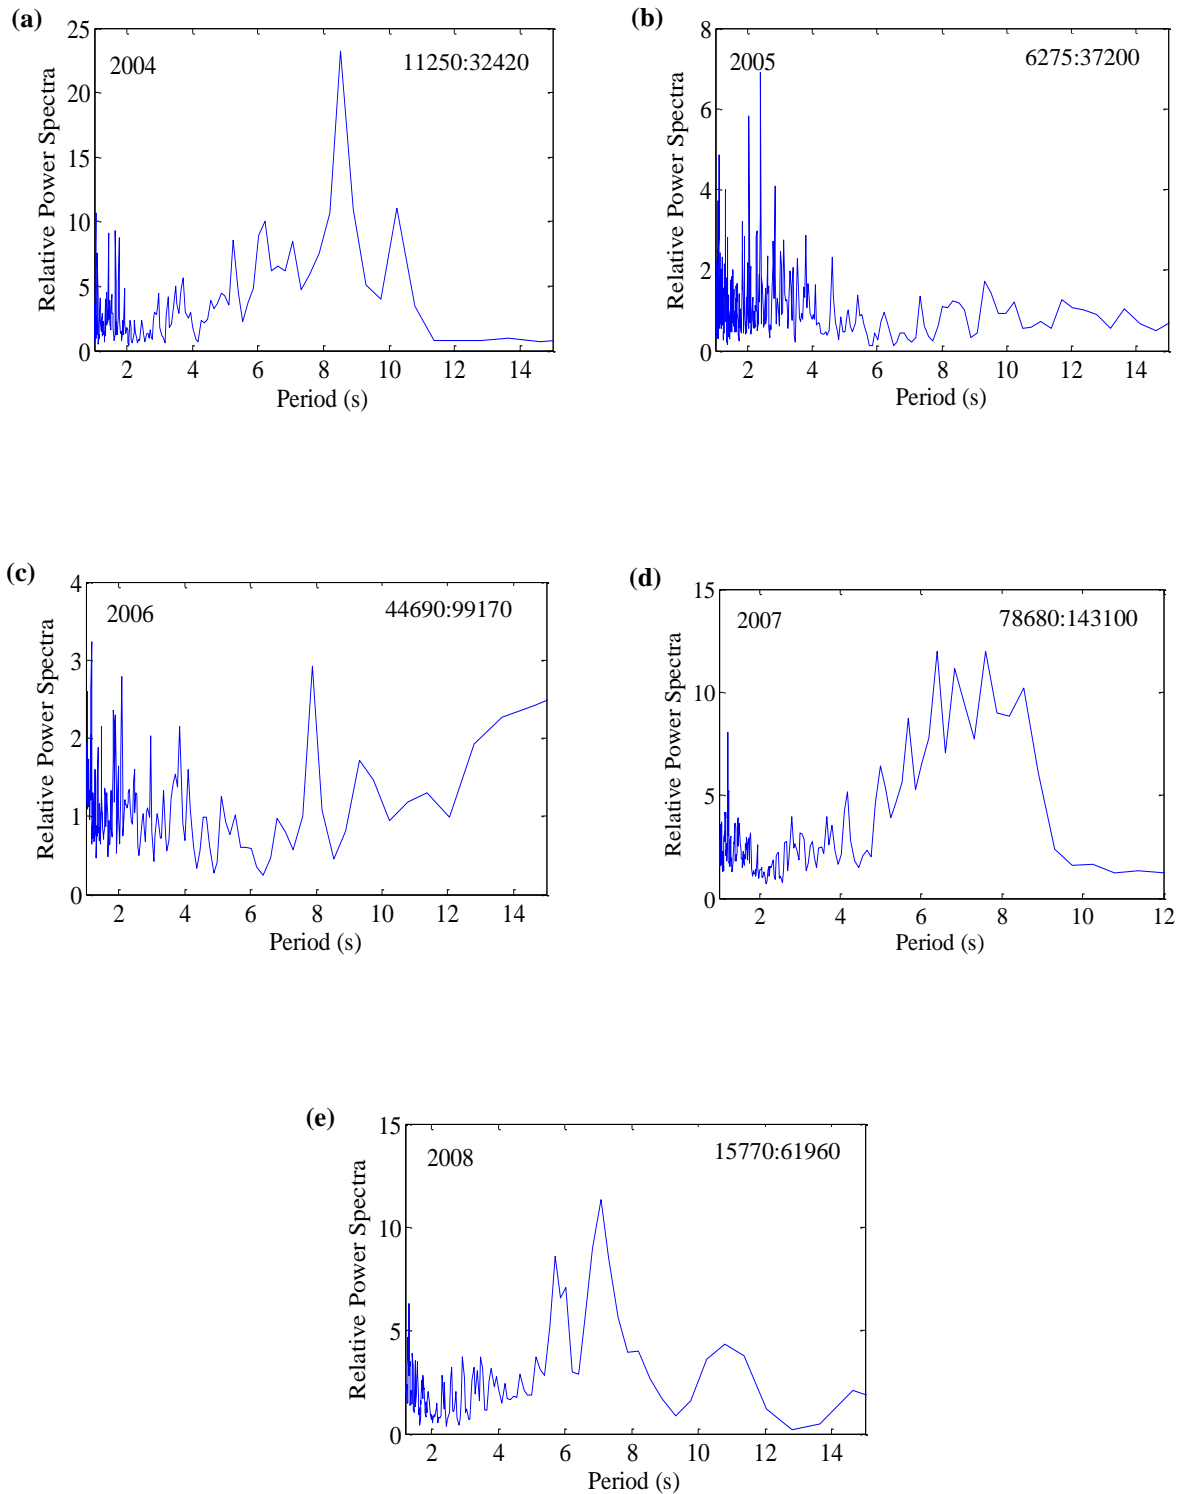 (a)
2004
11250:32420
25
20
15
10
5
0
Relative Power Spectra
2 4 6 8 10 12 14
Period (s)
(b)
2005
6275:37200
8
6
4
2
0
Relative Power Spectra
2 4 6 8 10 12 14
Period (s)
(c)
2006
44690:99170
4
3
2
1
0
Relative Power Spectra
2 4 6 8 10 12 14
Period (s)
(d)
2007
78680:143100
15
10
5
0
Relative Power Spectra
2 4 6 8 10 12
Period (s)
(e)
2008
15770:61960
15
10
5
0
Relative Power Spectra
2 4 6 8 10 12 14
Period (s)